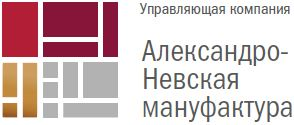 Управляющая компания
Александро-
Невская
мануфактура